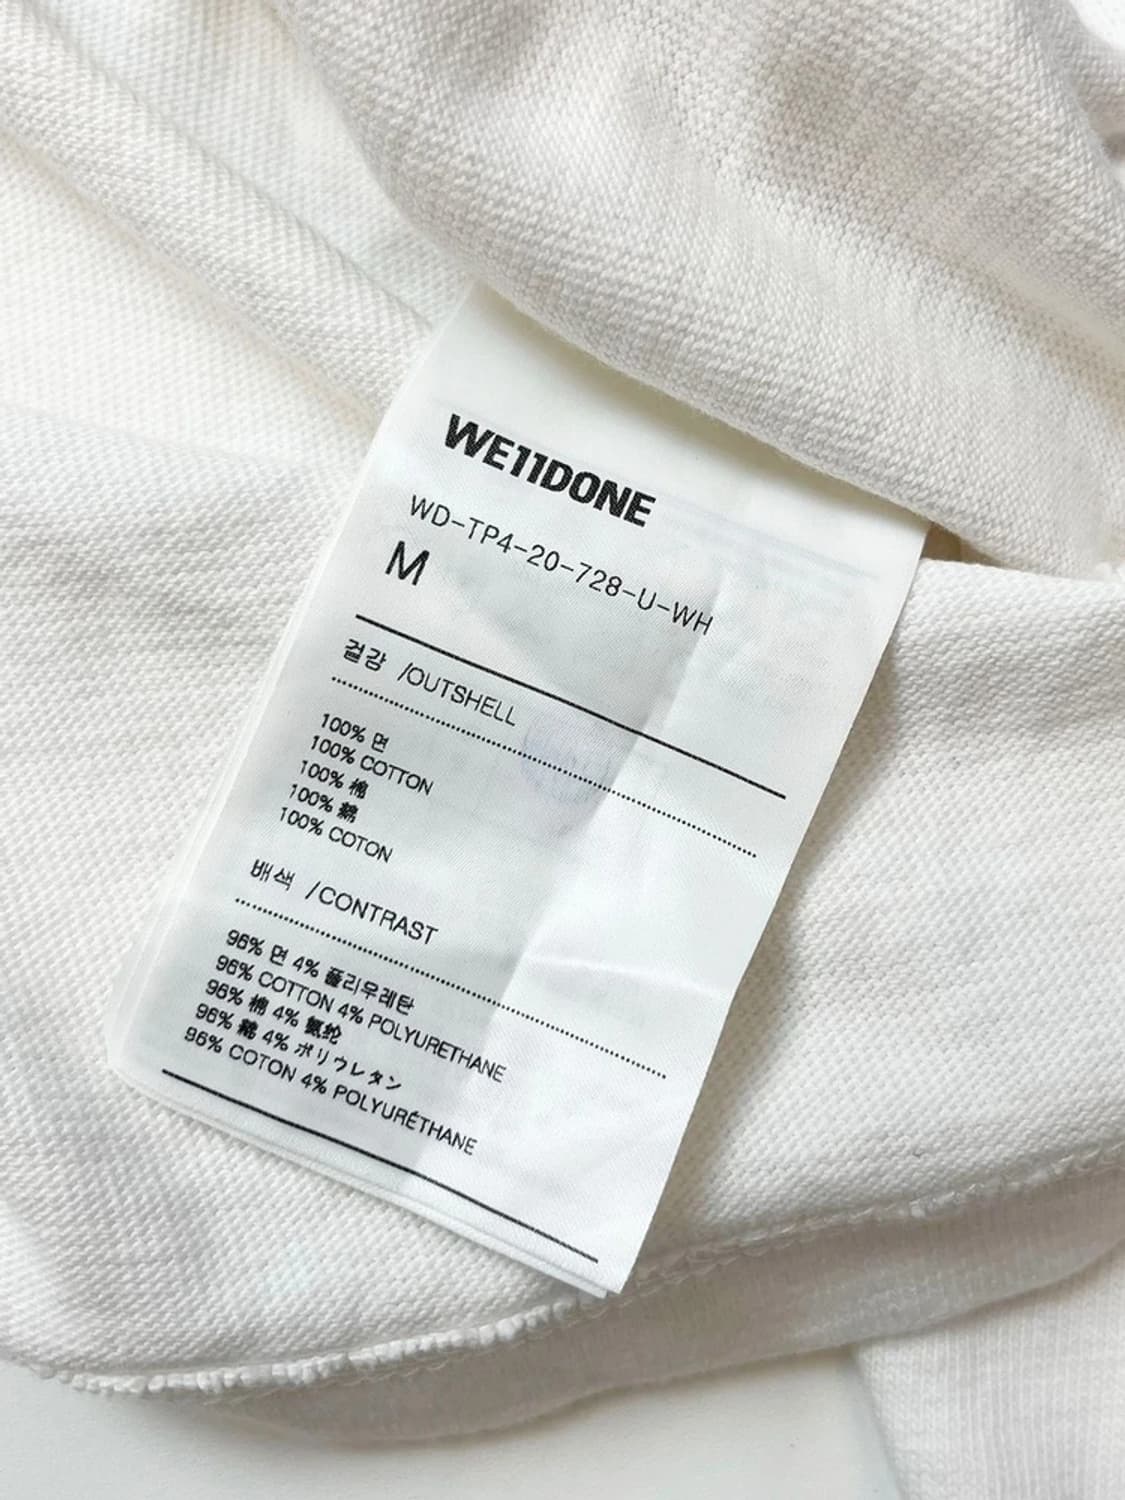 WE11DONE
WD-TP4-20-728-U-WH
M
겉감 /OUTSHELL
100% 면
100% COTTON
100% 棉
100% 綿
100% COTON
배색 /CONTRAST
96% 면 4% 폴리우레탄
96% COTTON 4% POLYURETHANE
96% 棉 4% 氨纶
96% 綿 4% ポリウレタン
96% COTON 4% POLYURÉTHANE